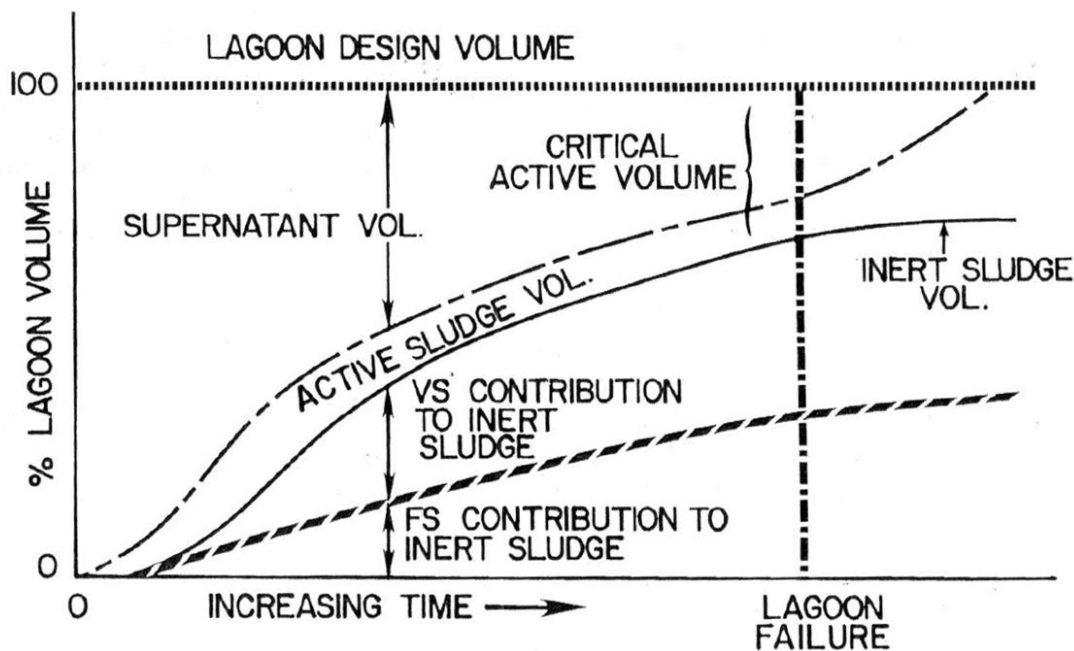 LAGOON DESIGN VOLUME
100
CRITICAL
ACTIVE VOLUME
SUPERNATANT VOL.
ACTIVE SLUDGE VOL.
INERT SLUDGE
VOL.
VS CONTRIBUTION
TO INERT
SLUDGE
FS CONTRIBUTION TO
INERT SLUDGE
% LAGOON VOLUME
0
0
INCREASING TIME
LAGOON
FAILURE